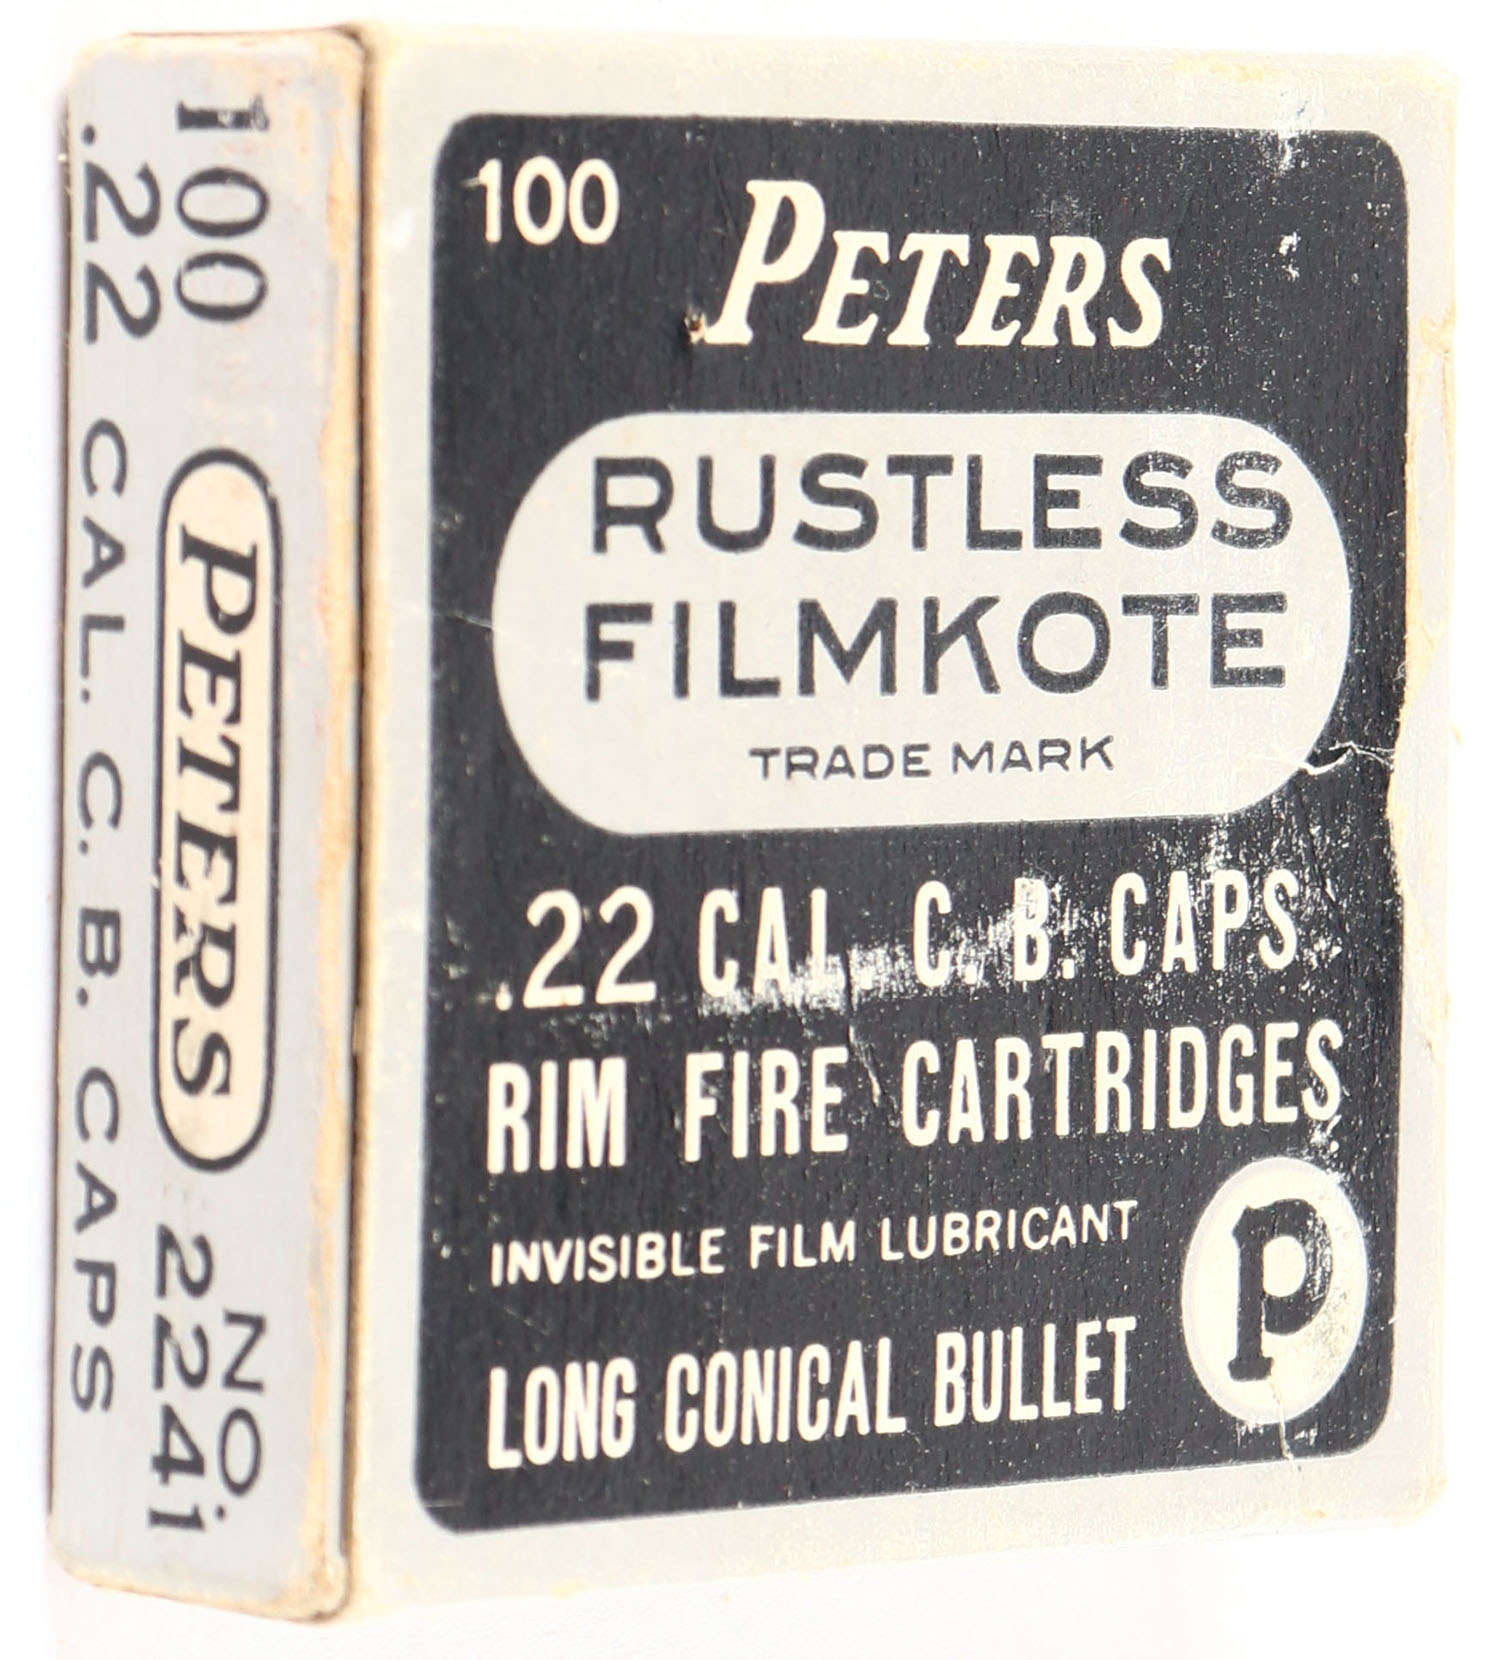 100
PETERS
RUSTLESS
FILMKOTE
TRADE MARK
.22 CAL. C. B. CAPS
RIM FIRE CARTRIDGES
INVISIBLE FILM LUBRICANT
LONG CONICAL BULLET
P
100 PETERS NO. 2241
.22 CAL. C. B. CAPS